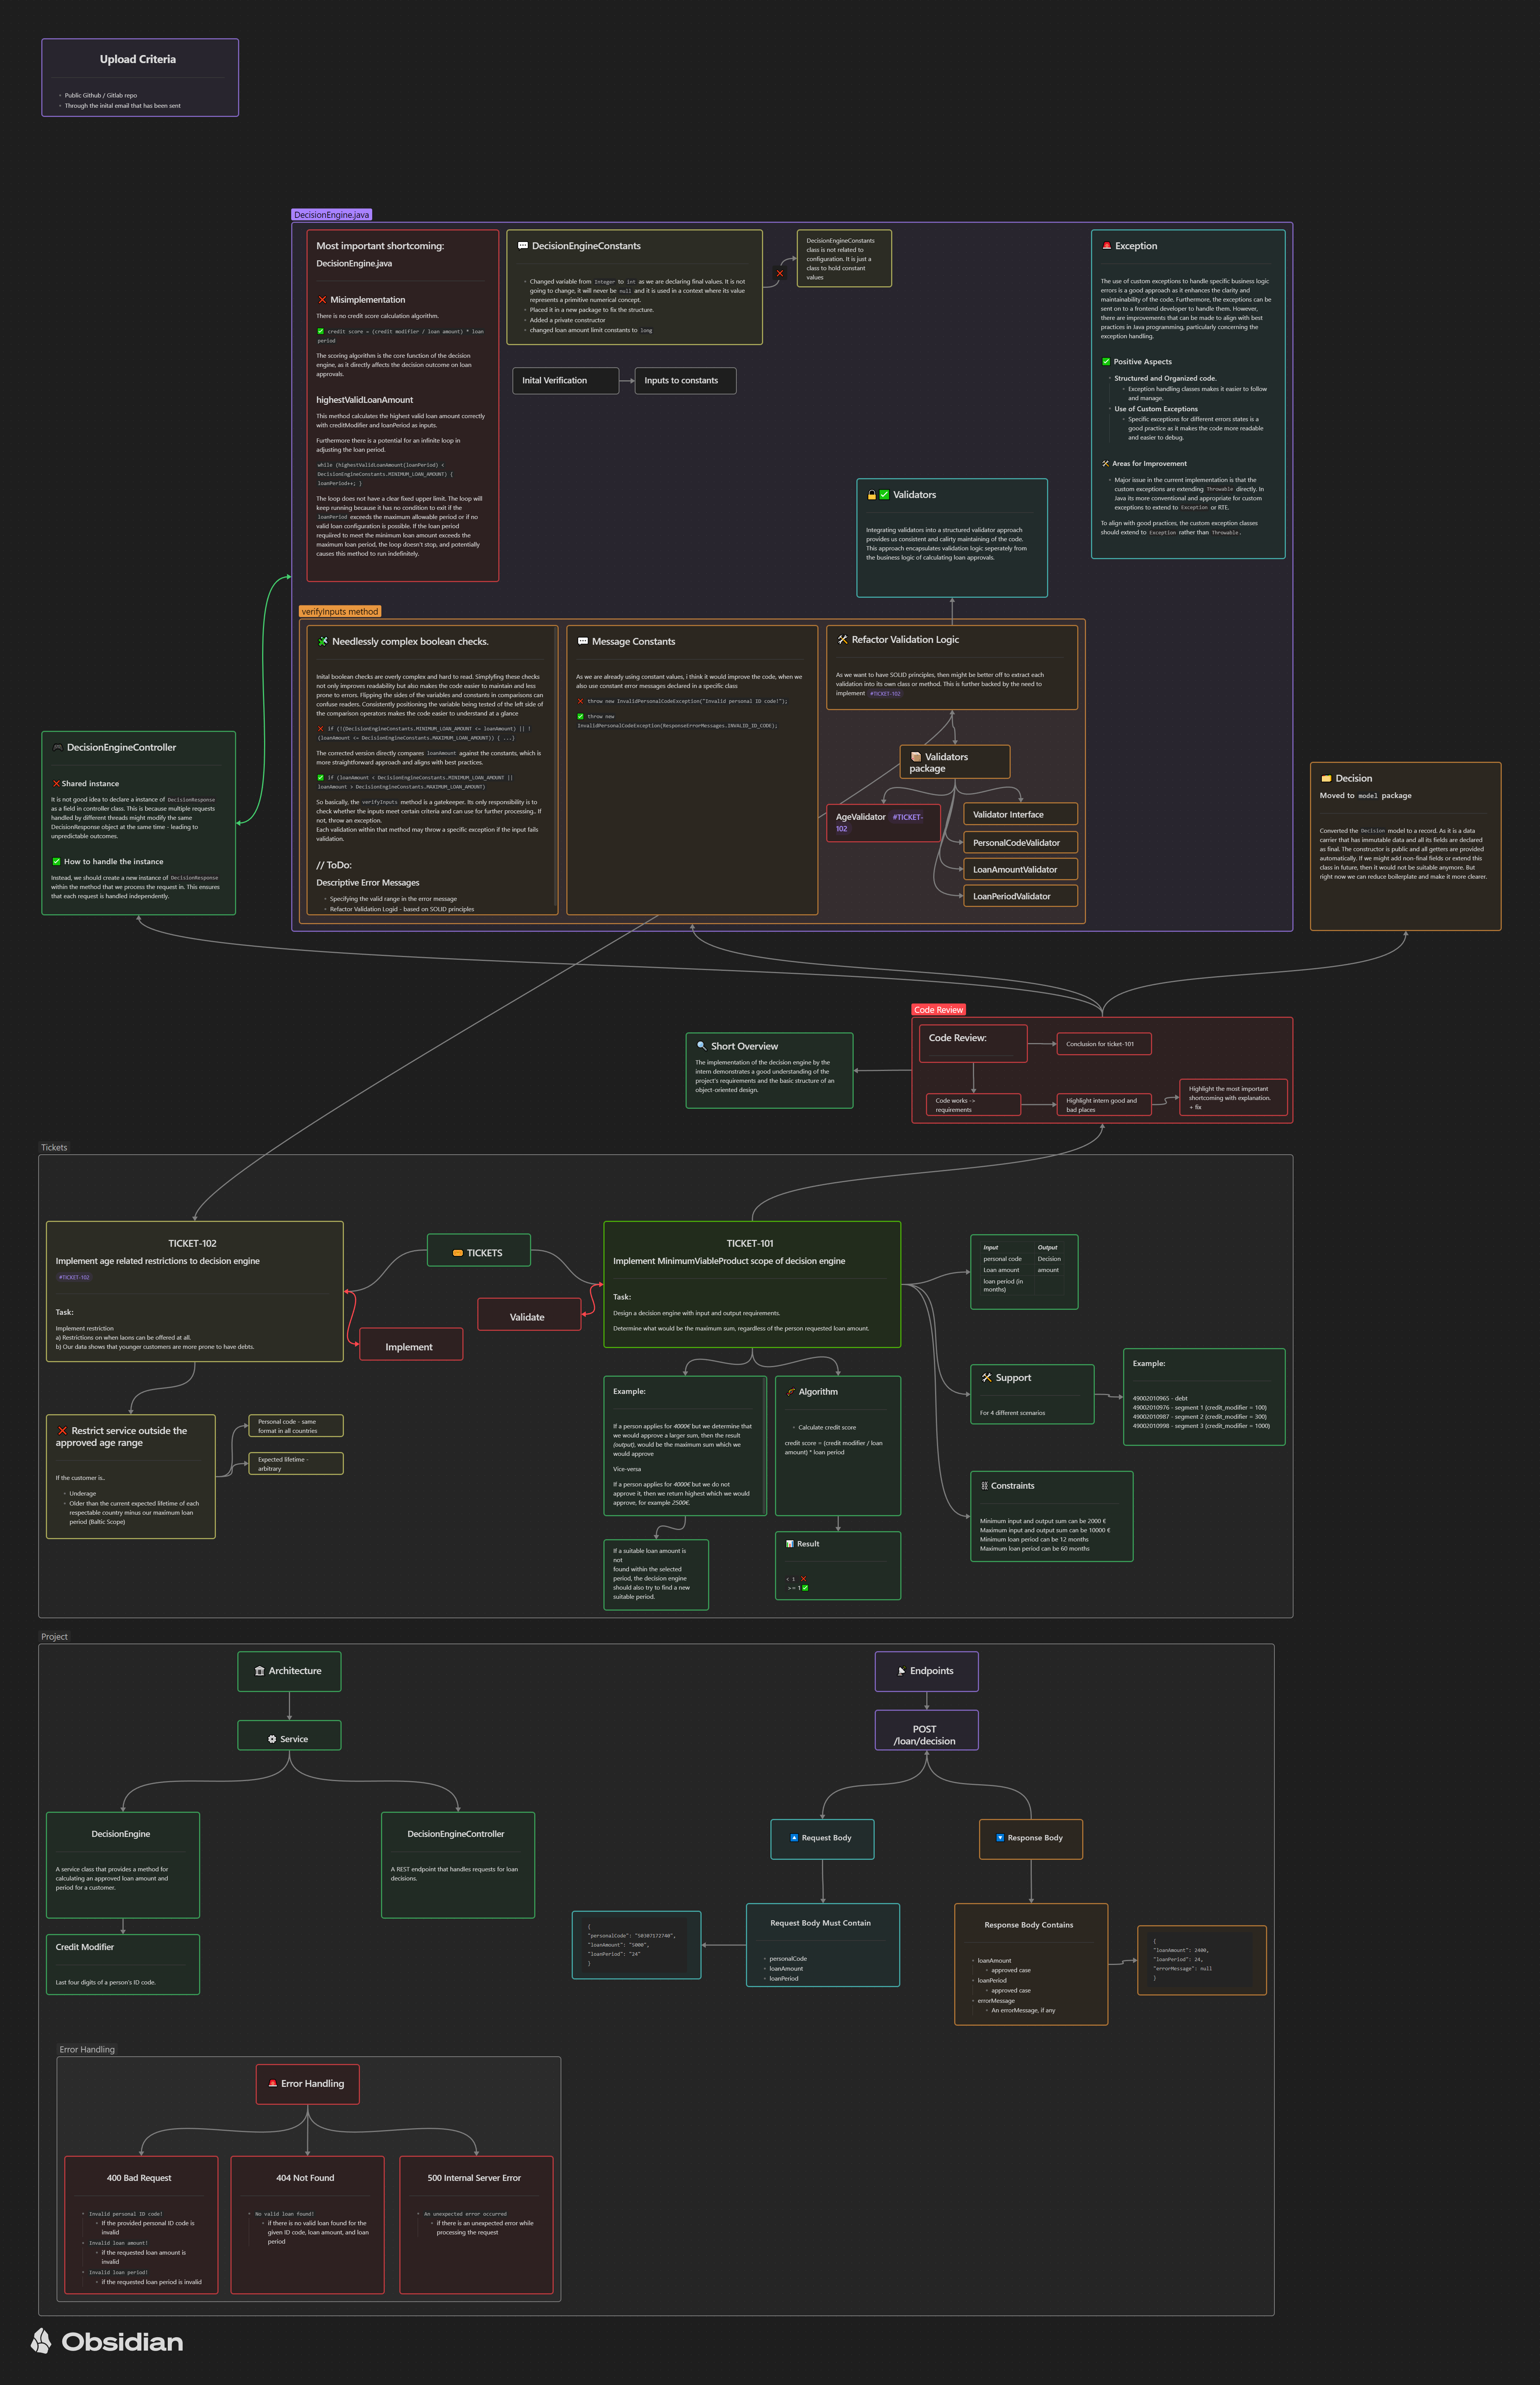 Upload Criteria
Public Github / Gitlab repo
Through the inital email that has been sent
DecisionEngine.java
Most important shortcoming:
DecisionEngine.java
❌ Misimplementation
There is no credit score calculation algorithm.
✅ credit score = (credit modifier / loan amount) * loan
period
The scoring algorithm is the core function of the decision
engine, as it directly affects the decision outcome on loan
approvals.
highestValidLoanAmount
This method calculates the highest valid loan amount correctly
with creditModifier and loanPeriod as inputs.
Furthermore there is a potential for an infinite loop in
adjusting the loan period.
while (highestValidLoanAmount(loanPeriod) <
DecisionEngineConstants.MINIMUM_LOAN_AMOUNT) {
loanPeriod++; }
The loop does not have a clear fixed upper limit. The loop will
keep running because it has no condition to exit if the
loanPeriod exceeds the maximum allowable period or if no
valid loan configuration is possible. If the loan period
requiired to meet the minimum loan amount exceeds the
maximum loan period, the loop doesn't stop, and potentially
causes this method to run indefinitely.
💬 DecisionEngineConstants
Changed variable from Integer to int as we are declaring final values. It is not
going to change, it will never be null and it is used in a context where its value
represents a primitive numerical concept.
Placed it in a new package to fix the structure.
Added a private constructor
changed loan amount limit constants to long
❌
DecisionEngineConstants
class is not related to
configuration. It is just a
class to hold constant
values
Inital Verification
Inputs to constants
🚨 Exception
The use of custom exceptions to handle specific business logic
errors is a good approach as it enhances the clarity and
maintainability of the code. Furthermore, the exceptions can be
sent on to a frontend developer to handle them. However,
there are improvements that can be made to align with best
practices in Java programming, particularly concerning the
exception handling.
✅ Positive Aspects
Structured and Organized code.
Exception handling classes makes it easier to follow
and manage.
Use of Custom Exceptions
Specific exceptions for different errors states is a
good practice as it makes the code more readable
and easier to debug.
🛠 Areas for Improvement
Major issue in the current implementation is that the
custom exceptions are extending Throwable directly. In
Java its more conventional and appropriate for custom
exceptions to extend to Exception or RTE.
To align with good practices, the custom exception classes
should extend to Exception rather than Throwable.
🔒✅ Validators
Integrating validators into a structured validator approach
provides us consistent and calirty maintaining of the code.
This approach encapsulates validation logic seperately from
the business logic of calculating loan approvals.
verifyInputs method
🧩 Needlessly complex boolean checks.
Inital boolean checks are overly complex and hard to read. Simplyfing these checks
not only improves readability but also makes the code easier to maintain and less
prone to errors. Flipping the sides of the variables and constants in comparisons can
confuse readers. Consistently positioning the variable being tested of the left side of
the comparison operators makes the code easier to understand at a glance
❌ if (!(DecisionEngineConstants.MINIMUM_LOAN_AMOUNT <= loanAmount) || !
(loanAmount <= DecisionEngineConstants.MAXIMUM_LOAN_AMOUNT)) { ...}
The corrected version directly compares loanAmount against the constants, which is
more straightforward approach and aligns with best practices.
✅ if (loanAmount < DecisionEngineConstants.MINIMUM_LOAN_AMOUNT ||
loanAmount > DecisionEngineConstants.MAXIMUM_LOAN_AMOUNT)
So basically, the verifyInputs method is a gatekeeper. Its only responsibility is to
check whether the inputs meet certain criteria and can use for further processing.. If
not, throw an exception.
Each validation within that method may throw a specific exception if the input fails
validation.
// ToDo:
Descriptive Error Messages
Specifying the valid range in the error message
Refactor Validation Logid - based on SOLID principles
💬 Message Constants
As we are already using constant values, i think it would improve the code, when we
also use constant error messages declared in a specific class
❌ throw new InvalidPersonalCodeException("Invalid personal ID code!");
✅ throw new
InvalidPersonalCodeException(ResponseErrorMessages.INVALID_ID_CODE);
🛠 Refactor Validation Logic
As we want to have SOLID principles, then might be better off to extract each
validation into its own class or method. This is further backed by the need to
implement #TICKET-102
Validators
package
AgeValidator #TICKET-
102
Validator Interface
PersonalCodeValidator
LoanAmountValidator
LoanPeriodValidator
🎮 DecisionEngineController
❌Shared instance
It is not good idea to declare a instance of DecisionResponse
as a field in controller class. This is because multiple requests
handled by different threads might modify the same
DecisionResponse object at the same time - leading to
unpredictable outcomes.
✅ How to handle the instance
Instead, we should create a new instance of DecisionResponse
within the method that we process the request in. This ensures
that each request is handled independently.
📁 Decision
Moved to model package
Converted the Decision model to a record. As it is a data
carrier that has immutable data and all its fields are declared
as final. The constructor is public and all getters are provided
automatically. If we might add non-final fields or extend this
class in future, then it would not be suitable anymore. But
right now we can reduce boilerplate and make it more clearer.
Code Review
Code Review:
Conclusion for ticket-101
Code works ->
requirements
Highlight intern good and
bad places
Highlight the most important
shortcoming with explanation.
+ fix
🔍 Short Overview
The implementation of the decision engine by the
intern demonstrates a good understanding of the
project's requirements and the basic structure of an
object-oriented design.
Tickets
TICKET-102
Implement age related restrictions to decision engine
#TICKET-102
Task:
Implement restriction
a) Restrictions on when laons can be offered at all.
b) Our data shows that younger customers are more prone to have debts.
🎟 TICKETS
Validate
Implement
TICKET-101
Implement MinimumViableProduct scope of decision engine
Task:
Design a decision engine with input and output requirements.
Determine what would be the maximum sum, regardless of the person requested loan amount.
Input Output
personal code Decision
Loan amount amount
loan period (in
months)
🛠 Support
For 4 different scenarios
Example:
49002010965 - debt
49002010976 - segment 1 (credit_modifier = 100)
49002010987 - segment 2 (credit_modifier = 300)
49002010998 - segment 3 (credit_modifier = 1000)
❌ Restrict service outside the
approved age range
If the customer is..
Underage
Older than the current expected lifetime of each
respectable country minus our maximum loan
period (Baltic Scope)
Personal code - same
format in all countries
Expected lifetime -
arbitrary
Example:
If a person applies for 4000€ but we determine that
we would approve a larger sum, then the result
(output), would be the maximum sum which we
would approve
Vice-versa
If a person applies for 4000€ but we do not
approve it, then we return highest which we would
approve, for example 2500€.
Algorithm
Calculate credit score
credit score = (credit modifier / loan
amount) * loan period
⛓ Constraints
Minimum input and output sum can be 2000 €
Maximum input and output sum can be 10000 €
Minimum loan period can be 12 months
Maximum loan period can be 60 months
If a suitable loan amount is
not
found within the selected
period, the decision engine
should also try to find a new
suitable period.
📊 Result
< 1 ❌
>= 1✅
Project
🏛 Architecture
⚙ Service
DecisionEngine
A service class that provides a method for
calculating an approved loan amount and
period for a customer.
DecisionEngineController
A REST endpoint that handles requests for loan
decisions.
Credit Modifier
Last four digits of a person's ID code.
📡 Endpoints
POST
/loan/decision
🔼 Request Body
🔽 Response Body
{
"personalCode": "50307172740",
"loanAmount": "5000",
"loanPeriod": "24"
}
Request Body Must Contain
personalCode
loanAmount
loanPeriod
Response Body Contains
loanAmount
approved case
loanPeriod
approved case
errorMessage
An errorMessage, if any
{
"loanAmount": 2400,
"loanPeriod": 24,
"errorMessage": null
}
Error Handling
🚨 Error Handling
400 Bad Request
Invalid personal ID code!
If the provided personal ID code is
invalid
Invalid loan amount!
if the requested loan amount is
invalid
Invalid loan period!
if the requested loan period is invalid
404 Not Found
No valid loan found!
if there is no valid loan found for the
given ID code, loan amount, and loan
period
500 Internal Server Error
An unexpected error occurred
if there is an unexpected error while
processing the request
Obsidian